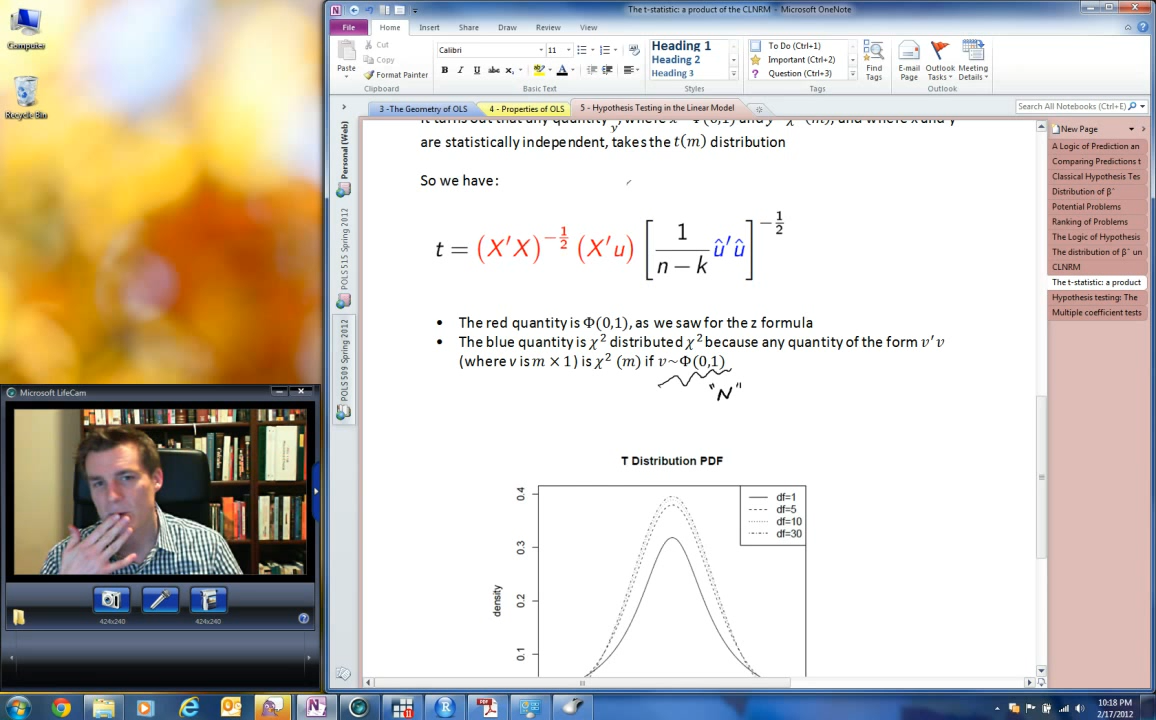 The t-statistic: a product of the CLNRM – Microsoft OneNote
Computer
Recycle Bin
File Home Insert Share Draw Review View
Paste
Cut
Copy
Format Painter
Clipboard
Calibri 11
B I U abc x₂ A
Basic Text
Heading 1
Heading 2
Heading 3
Styles
To Do (Ctrl+1)
Important (Ctrl+2)
Question (Ctrl+3)
Tags
Find Tags
E-mail Page
Outlook Tasks
Meeting Details
Outlook
3 -The Geometry of OLS
4 - Properties of OLS
5 - Hypothesis Testing in the Linear Model
Search All Notebooks (Ctrl+E)
Personal (Web)
POLS 515 Spring 2012
POLS 509 Spring 2012
It turns out that any quantity
are statistically independent, takes the t(m) distribution
So we have:
t = (X′X)^{-1/2} (X′u) [1/(n − k) û′û]^{-1/2}
• The red quantity is Φ(0,1), as we saw for the z formula
• The blue quantity is χ² distributed χ² because any quantity of the form v′v
(where v is m × 1) is χ² (m) if v~Φ(0,1)
"N"
T Distribution PDF
density
0.4
0.3
0.2
0.1
df=1
df=5
df=10
df=30
New Page
A Logic of Prediction an
Comparing Predictions t
Classical Hypothesis Tes
Distribution of β^
Potential Problems
Ranking of Problems
The Logic of Hypothesis
The distribution of β^ un
CLNRM
The t-statistic: a product
Hypothesis testing: The
Multiple coefficient tests
Microsoft LifeCam
424x240
424x240
10:18 PM
2/17/2012